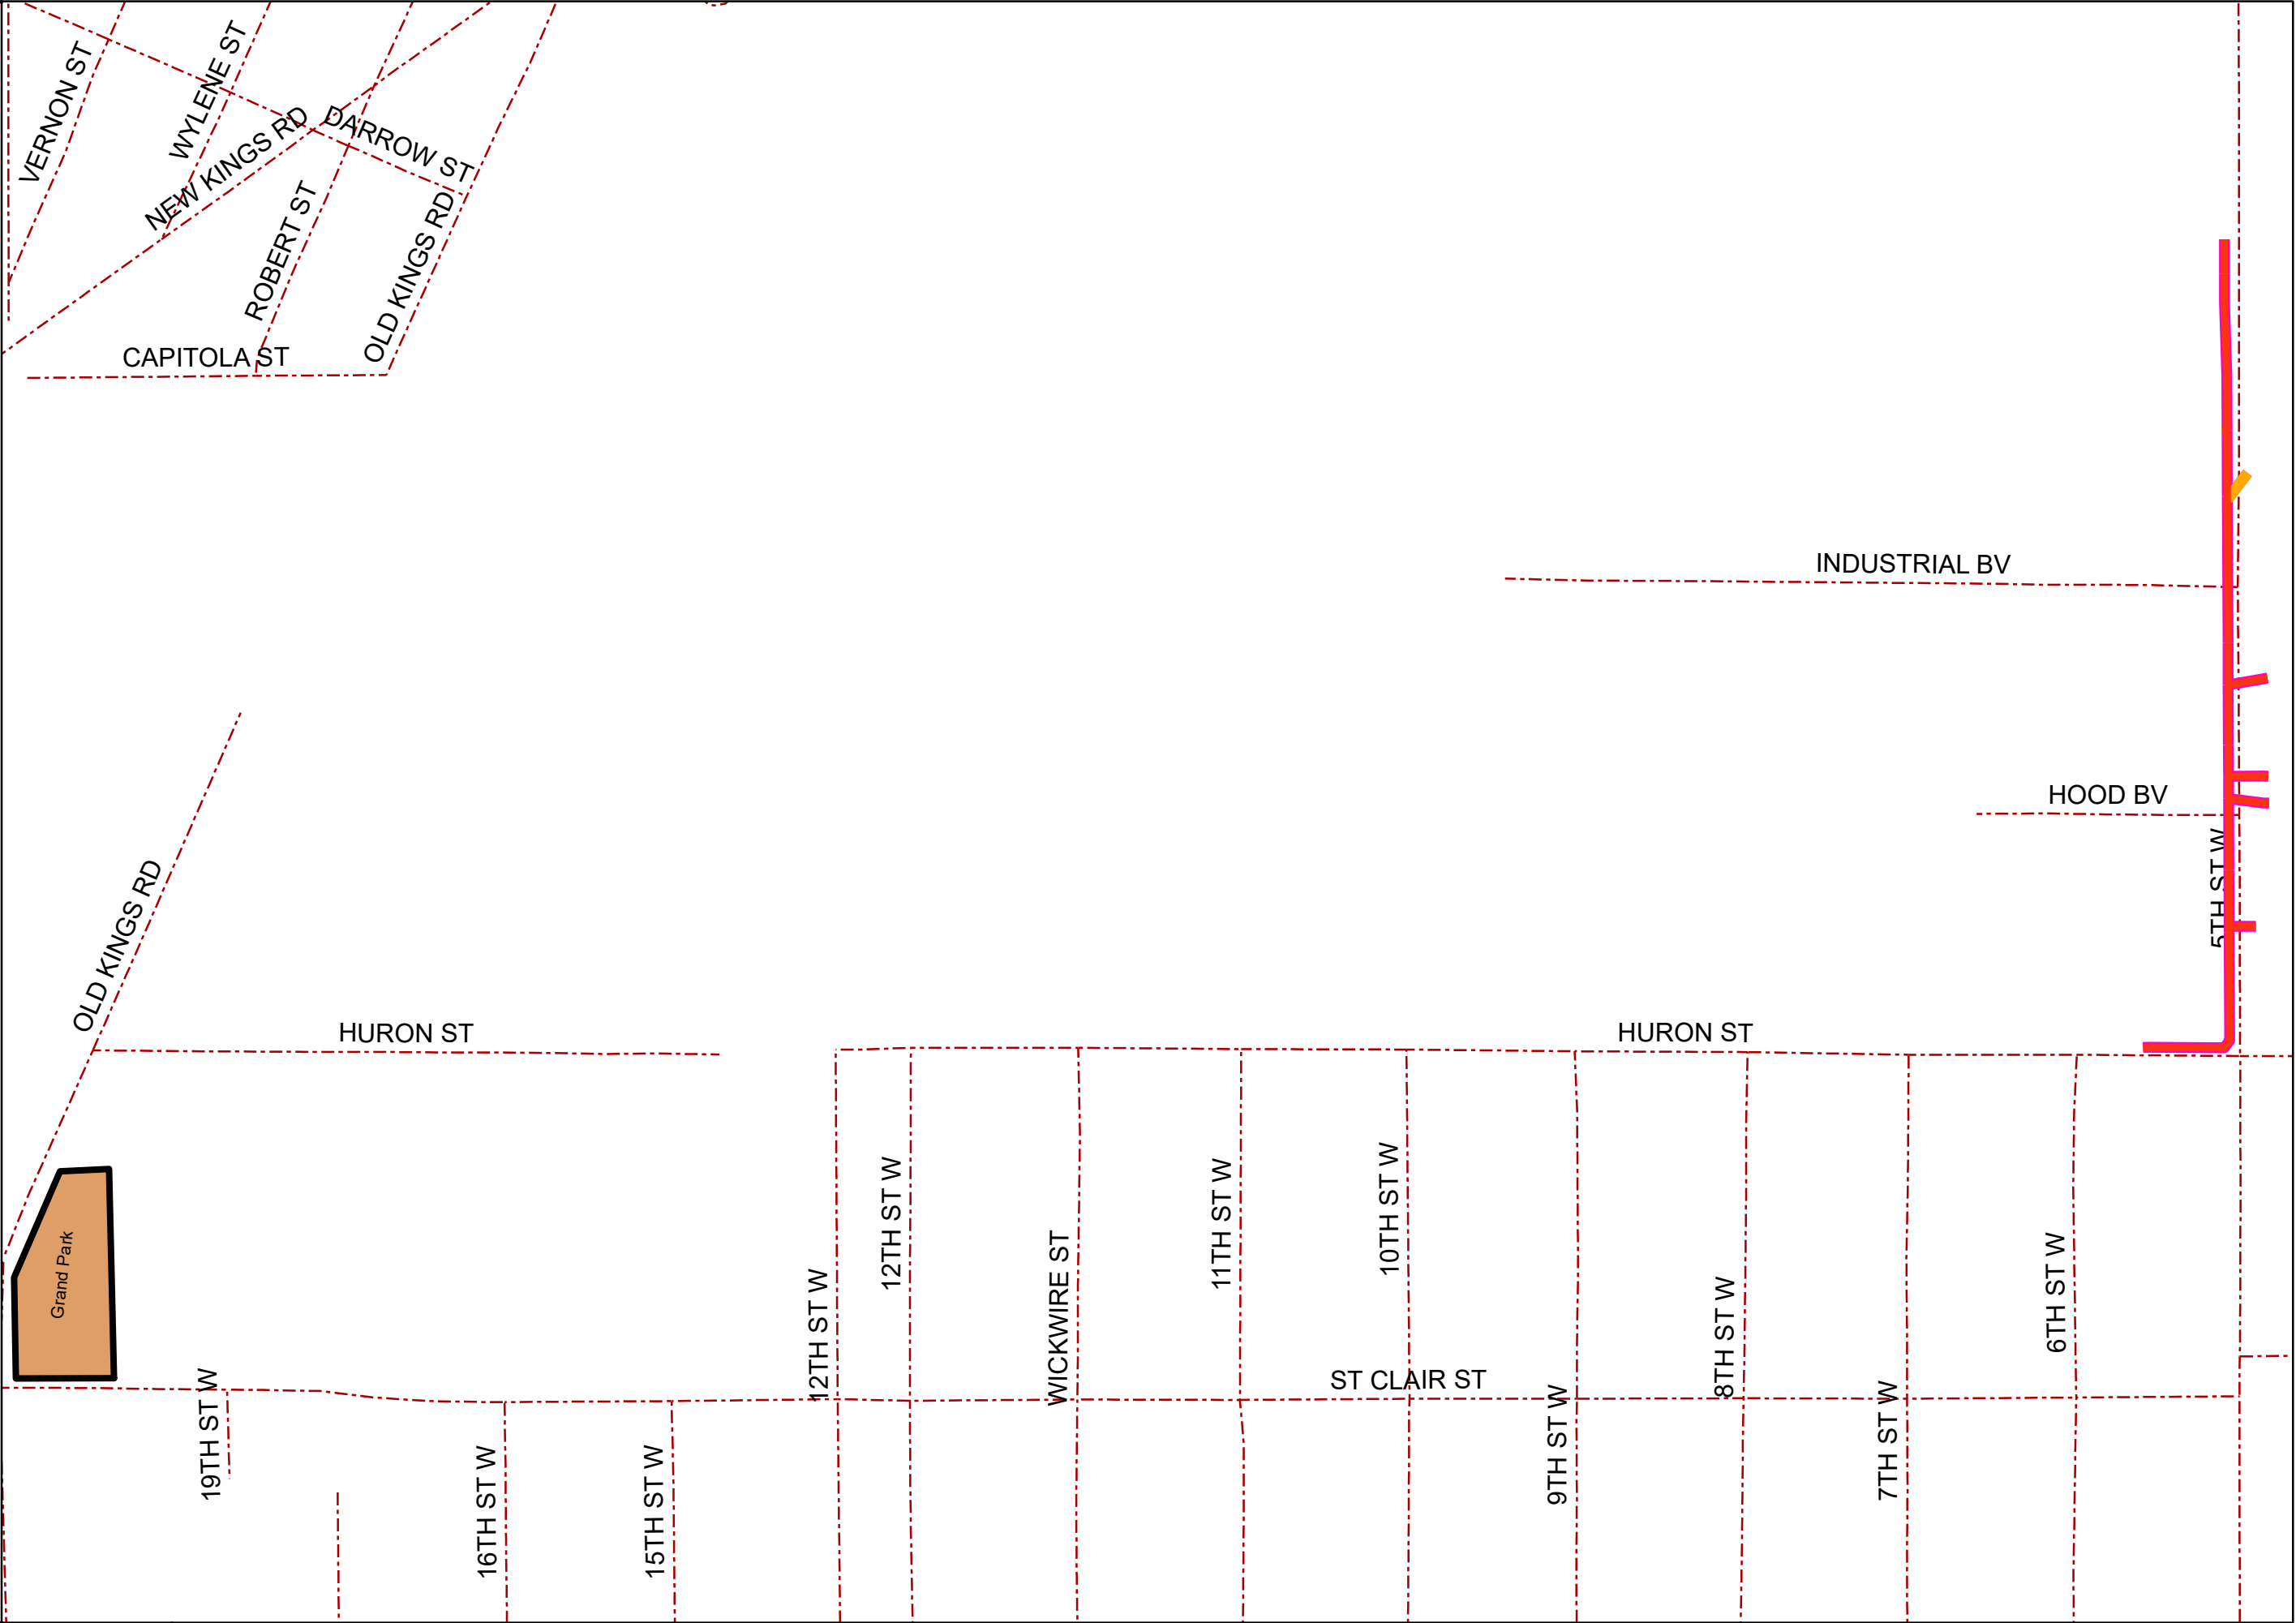 VERNON ST
WYLENE ST
NEW KINGS RD
DARROW ST
ROBERT ST
OLD KINGS RD
CAPITOLA ST
INDUSTRIAL BV
HOOD BV
5TH ST W
OLD KINGS RD
HURON ST
HURON ST
Grand Park
12TH ST W
12TH ST W
WICKWIRE ST
11TH ST W
10TH ST W
9TH ST W
8TH ST W
7TH ST W
6TH ST W
ST CLAIR ST
19TH ST W
16TH ST W
15TH ST W